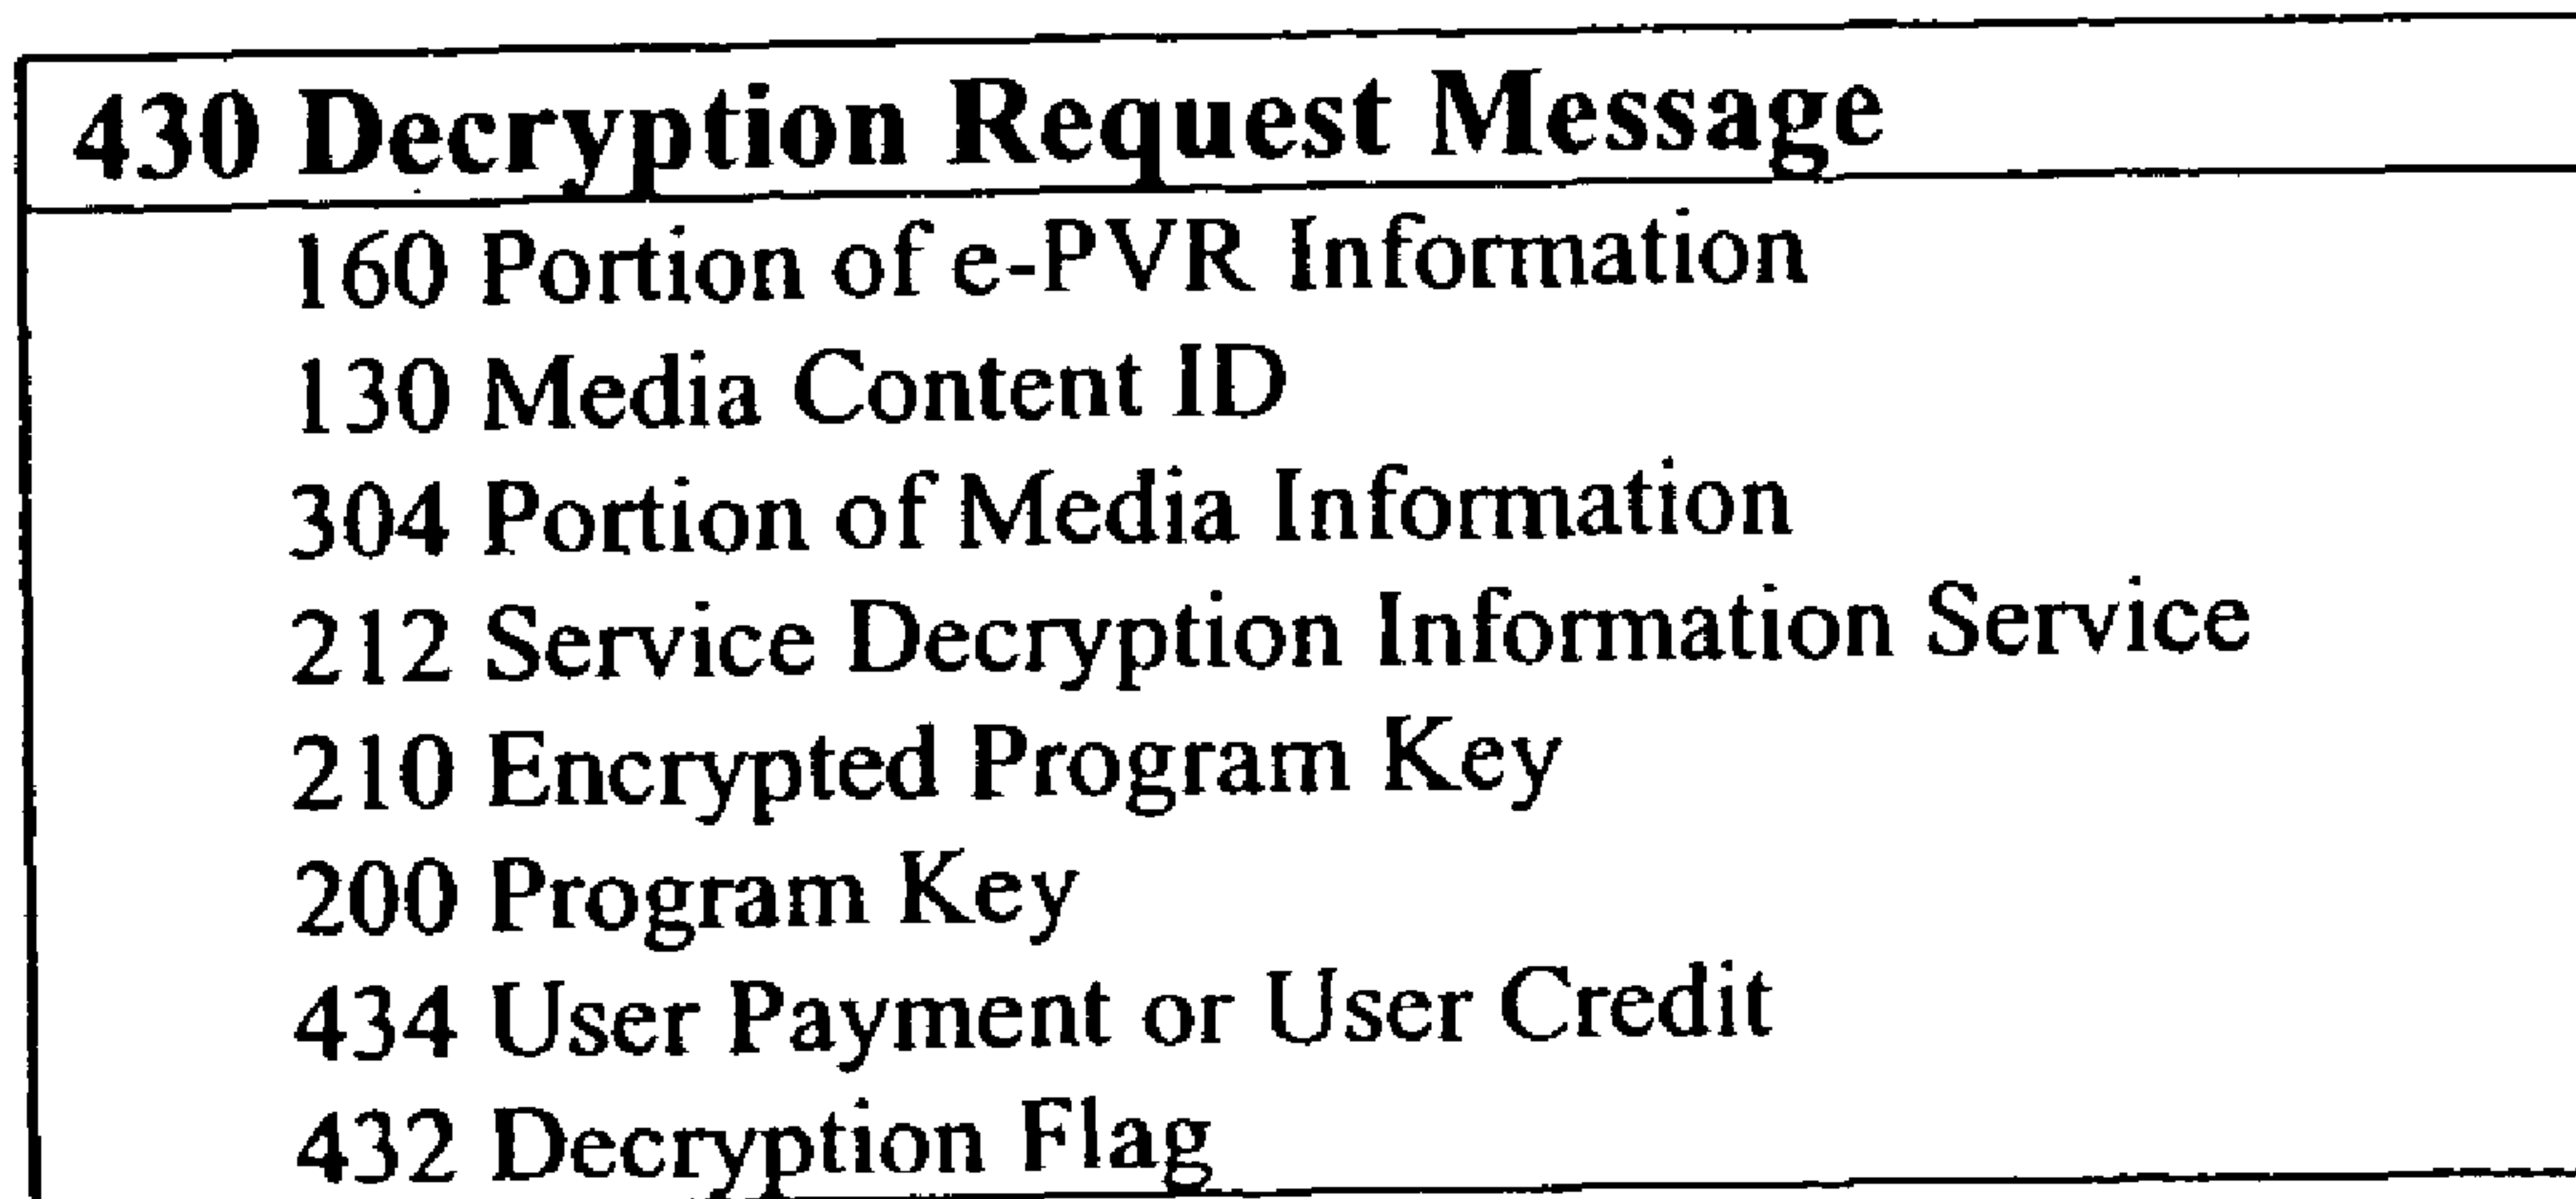 430 Decryption Request Message
160 Portion of e-PVR Information
130 Media Content ID
304 Portion of Media Information
212 Service Decryption Information Service
210 Encrypted Program Key
200 Program Key
434 User Payment or User Credit
432 Decryption Flag